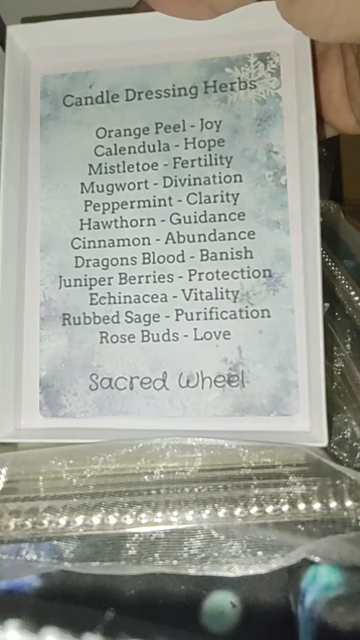 Candle Dressing Herbs
Orange Peel - Joy
Calendula - Hope
Mistletoe - Fertility
Mugwort - Divination
Peppermint - Clarity
Hawthorn - Guidance
Cinnamon - Abundance
Dragons Blood - Banish
Juniper Berries - Protection
Echinacea - Vitality
Rubbed Sage - Purification
Rose Buds - Love
Sacred Wheel